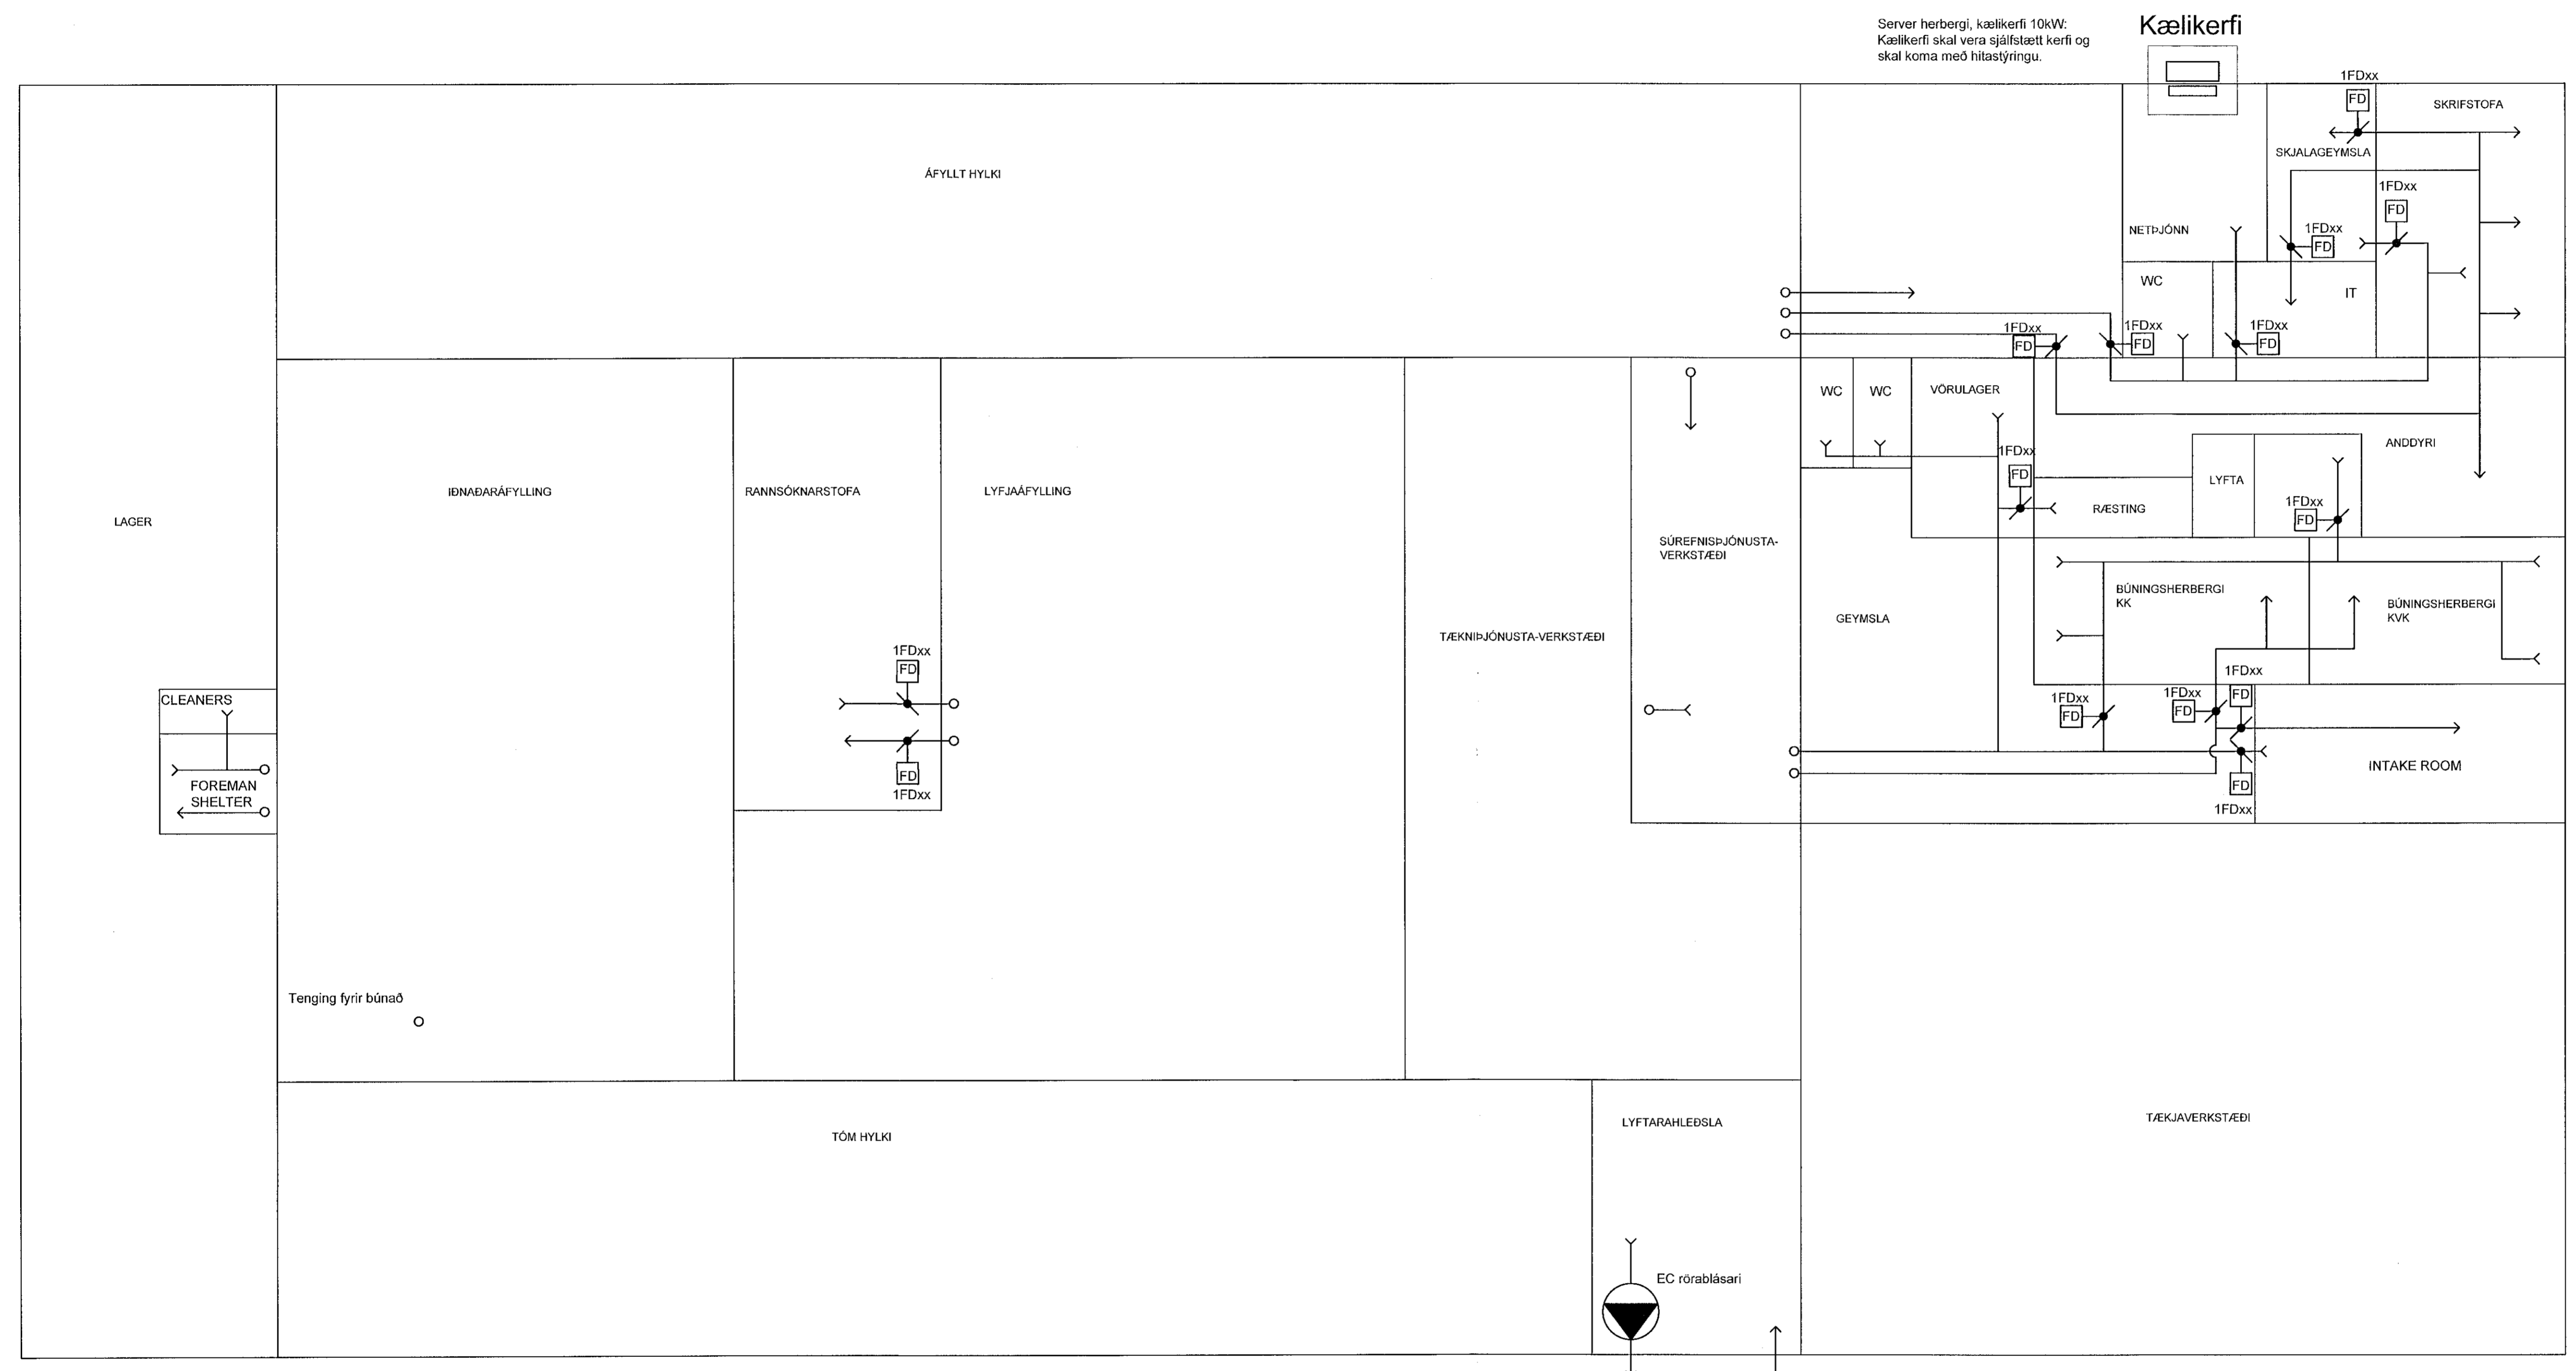 Server herbergi, kælikerfi 10kW:
Kælikerfi skal vera sjálfstætt kerfi og
skal koma með hitastýringu.
Kælikerfi
1FDxx
FD
SKRIFSTOFA
SKJALAGEYMSLA
ÁFYLLT HYLKI
1FDxx
FD
NETÞJÓNN
1FDxx
FD
WC
IT
1FDxx
FD
1FDxx
FD
1FDxx
FD
WC
WC
VÖRULAGER
ANDDYRI
1FDxx
FD
LYFTA
RÆSTING
1FDxx
FD
IÐNAÐARÁFYLLING
RANNSÓKNARSTOFA
LYFJAÁFYLLING
LAGER
SÚREFNISÞJÓNUSTA-
VERKSTÆÐI
BÚNINGSHERBERGI
KK
BÚNINGSHERBERGI
KVK
GEYMSLA
TÆKNIÞJÓNUSTA-VERKSTÆÐI
1FDxx
FD
1FDxx
FD
1FDxx
FD
1FDxx
FD
CLEANERS
FOREMAN
SHELTER
FD
1FDxx
INTAKE ROOM
FD
1FDxx
Tenging fyrir búnað
TÓM HYLKI
LYFTARAHLEÐSLA
TÆKJAVERKSTÆÐI
EC rörablásari